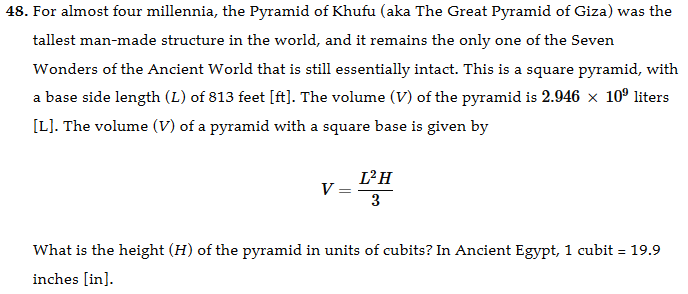 48. For almost four millennia, the Pyramid of Khufu (aka The Great Pyramid of Giza) was the
tallest man-made structure in the world, and it remains the only one of the Seven
Wonders of the Ancient World that is still essentially intact. This is a square pyramid, with
a base side length (L) of 813 feet [ft]. The volume (V) of the pyramid is 2.946 × 10⁹ liters
[L]. The volume (V) of a pyramid with a square base is given by
V = L²H / 3
What is the height (H) of the pyramid in units of cubits? In Ancient Egypt, 1 cubit = 19.9
inches [in].